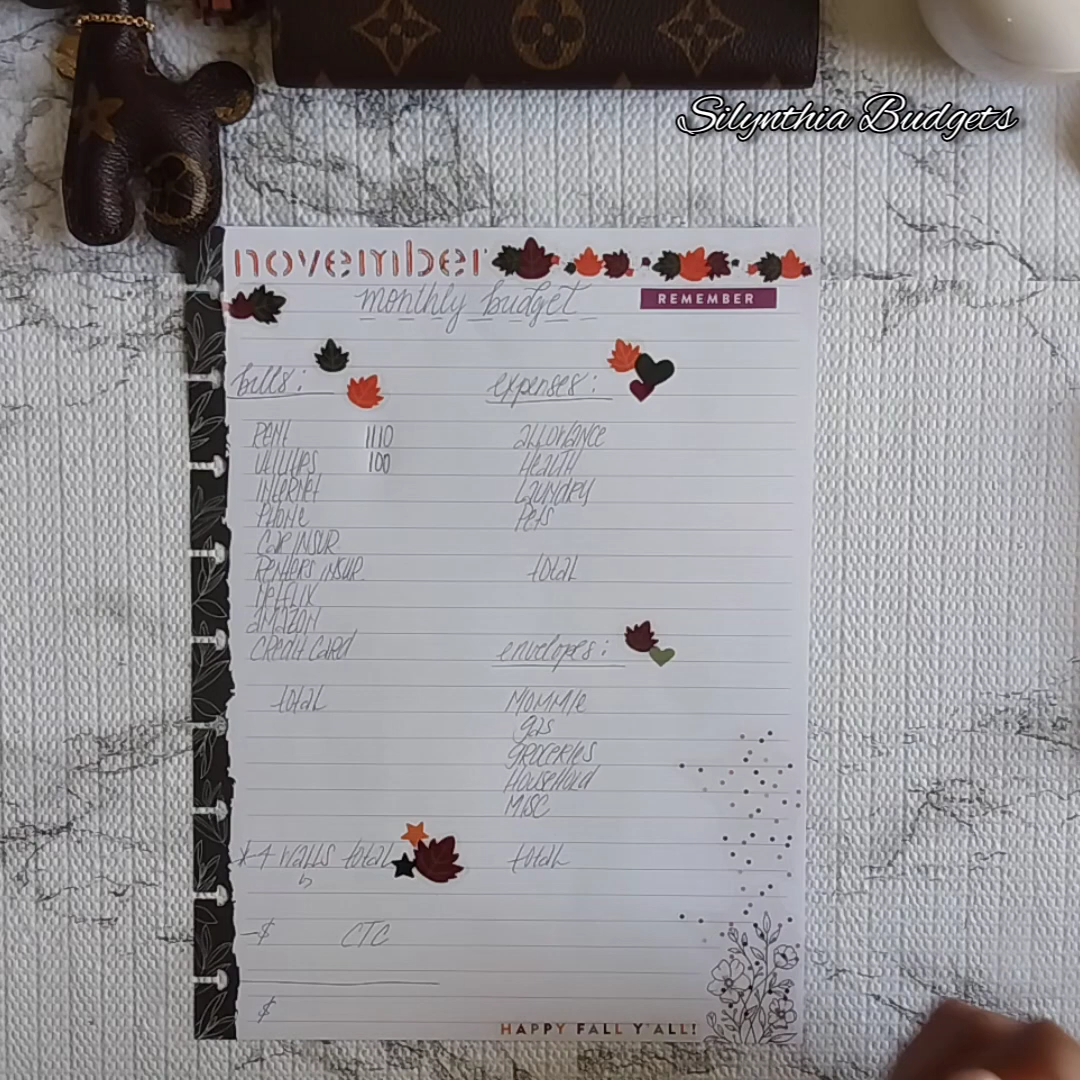 Silynthia Budgets
november
monthly budget
REMEMBER
bills:
RENT 1110
UTILITIES 100
INTERNET
PHONE
CAR INSUR.
RENTERS INSUR.
NETFLIX
AMAZON
CREDIT CARD
total
* 4 WALLS total
-$ CTC
$
expenses:
ALLOWANCE
HEALTH
LAUNDRY
PETS
total
envelopes:
MOMMIE
gas
GROCERIES
HOUSEHOLD
MISC
total
HAPPY FALL Y'ALL!